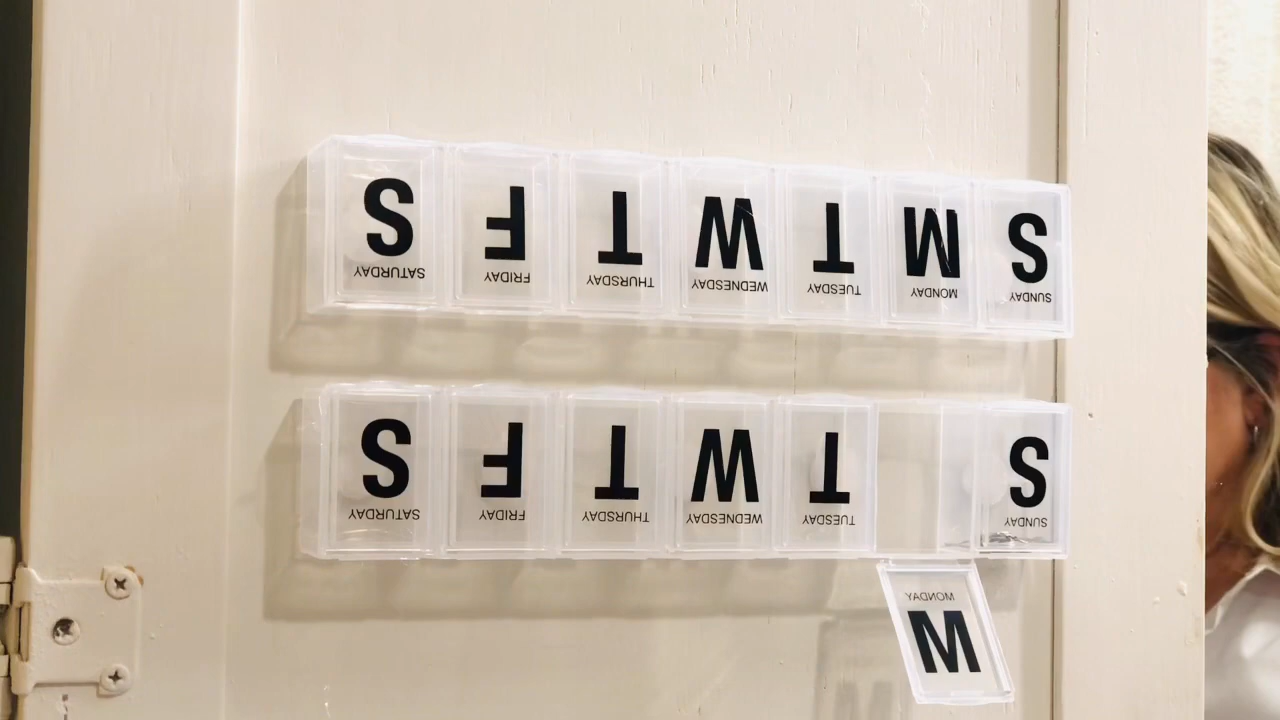 S F T W T M S
SATURDAY FRIDAY THURSDAY WEDNESDAY TUESDAY MONDAY SUNDAY
S F T W T S
SATURDAY FRIDAY THURSDAY WEDNESDAY TUESDAY SUNDAY
MONDAY
M